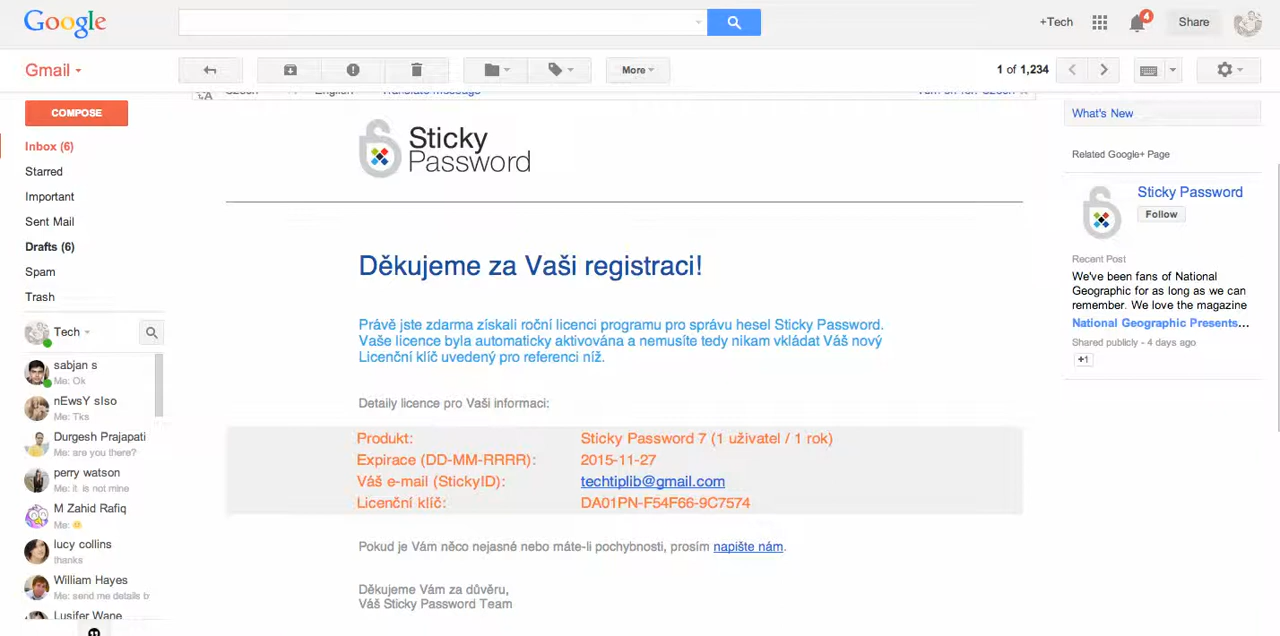 Google
+Tech
4
Share
Gmail
More
1 of 1,234
Czech English Translate message
COMPOSE
Inbox (6)
Starred
Important
Sent Mail
Drafts (6)
Spam
Trash
Tech
sabjan s
Me: Ok
nEwsY sIso
Me: Tks
Durgesh Prajapati
Me: are you there?
perry watson
Me: it is not mine
M Zahid Rafiq
Me:
lucy collins
thanks
William Hayes
Me: send me details b
Lusifer Wane
Sticky
Password
Děkujeme za Vaši registraci!
Právě jste zdarma získali roční licenci programu pro správu hesel Sticky Password.
Vaše licence byla automaticky aktivována a nemusíte tedy nikam vkládat Váš nový
Licenční klíč uvedený pro referenci níž.
Detaily licence pro Vaši informaci:
Produkt: Sticky Password 7 (1 uživatel / 1 rok)
Expirace (DD-MM-RRRR): 2015-11-27
Váš e-mail (StickyID): techtiplib@gmail.com
Licenční klíč: DA01PN-F54F66-9C7574
Pokud je Vám něco nejasné nebo máte-li pochybnosti, prosím napište nám.
Děkujeme Vám za důvěru,
Váš Sticky Password Team
What's New
Related Google+ Page
Sticky Password
Follow
Recent Post
We've been fans of National
Geographic for as long as we can
remember. We love the magazine
National Geographic Presents...
Shared publicly - 4 days ago
+1